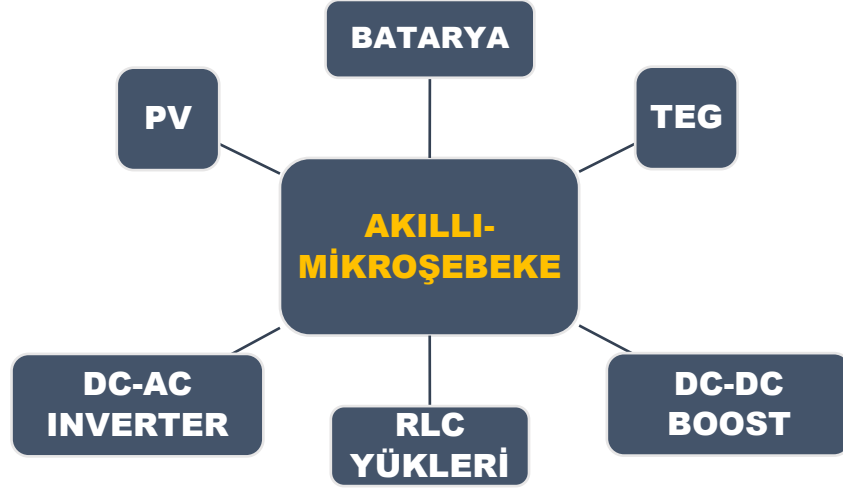 BATARYA
PV
TEG
AKILLI-
MİKROŞEBEKE
DC-AC
INVERTER
RLC
YÜKLERİ
DC-DC
BOOST